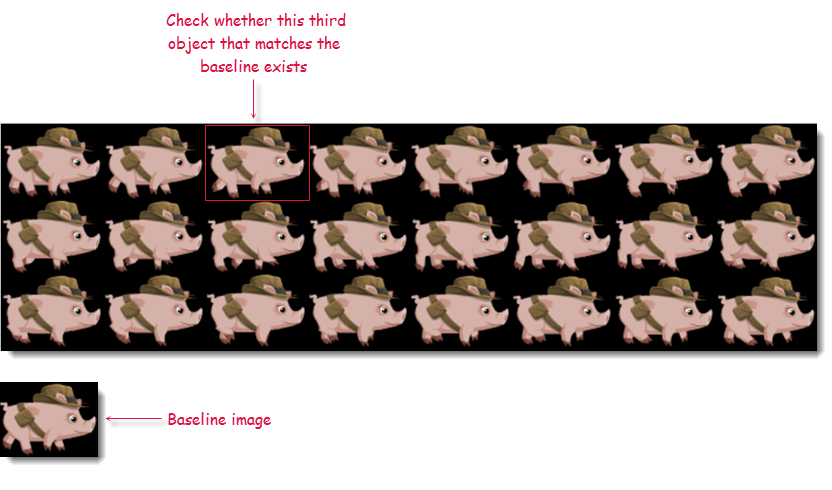 Check whether this third
object that matches the
baseline exists
Baseline image